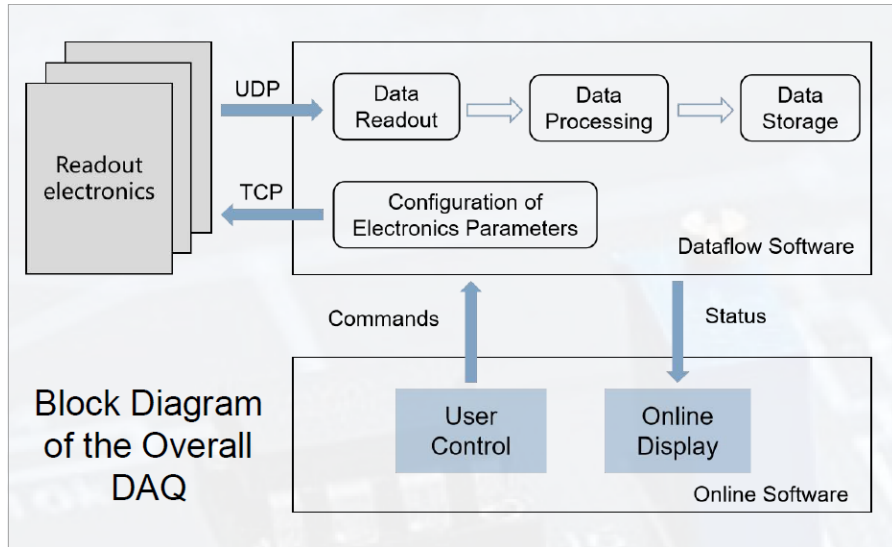 UDP
Data
Readout
Data
Processing
Data
Storage
Readout
electronics
TCP
Configuration of
Electronics Parameters
Dataflow Software
Commands
Status
Block Diagram
of the Overall
DAQ
User
Control
Online
Display
Online Software